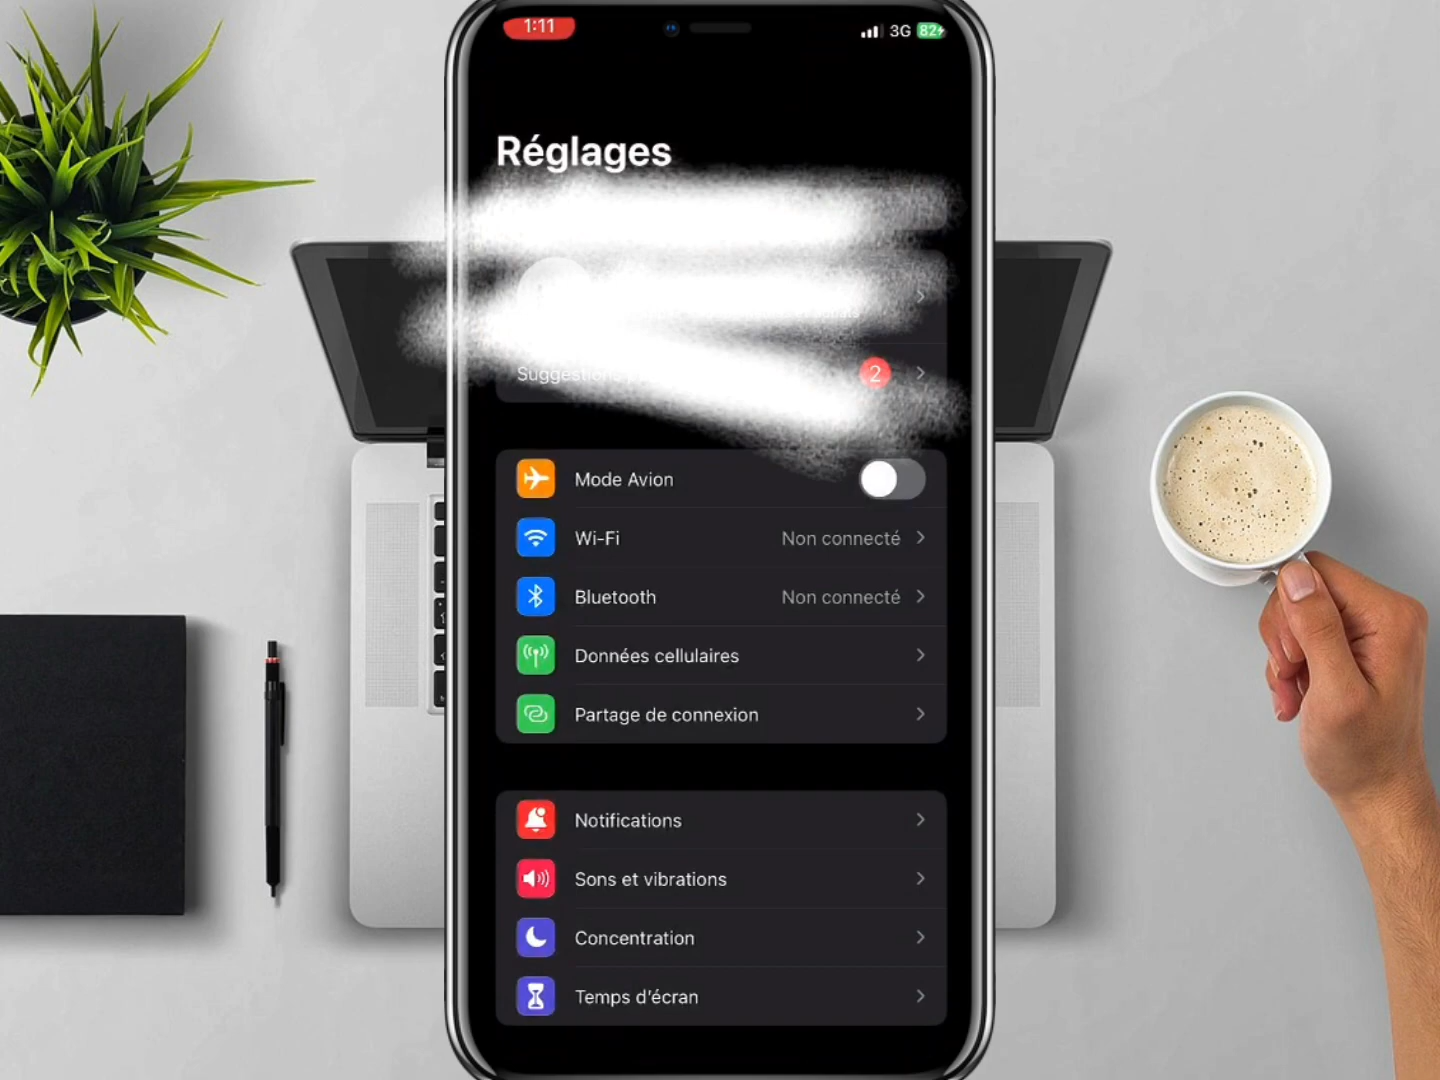 1:11
3G 82
Réglages
Suggestions
2
Mode Avion
Wi-Fi Non connecté
Bluetooth Non connecté
Données cellulaires
Partage de connexion
Notifications
Sons et vibrations
Concentration
Temps d'écran